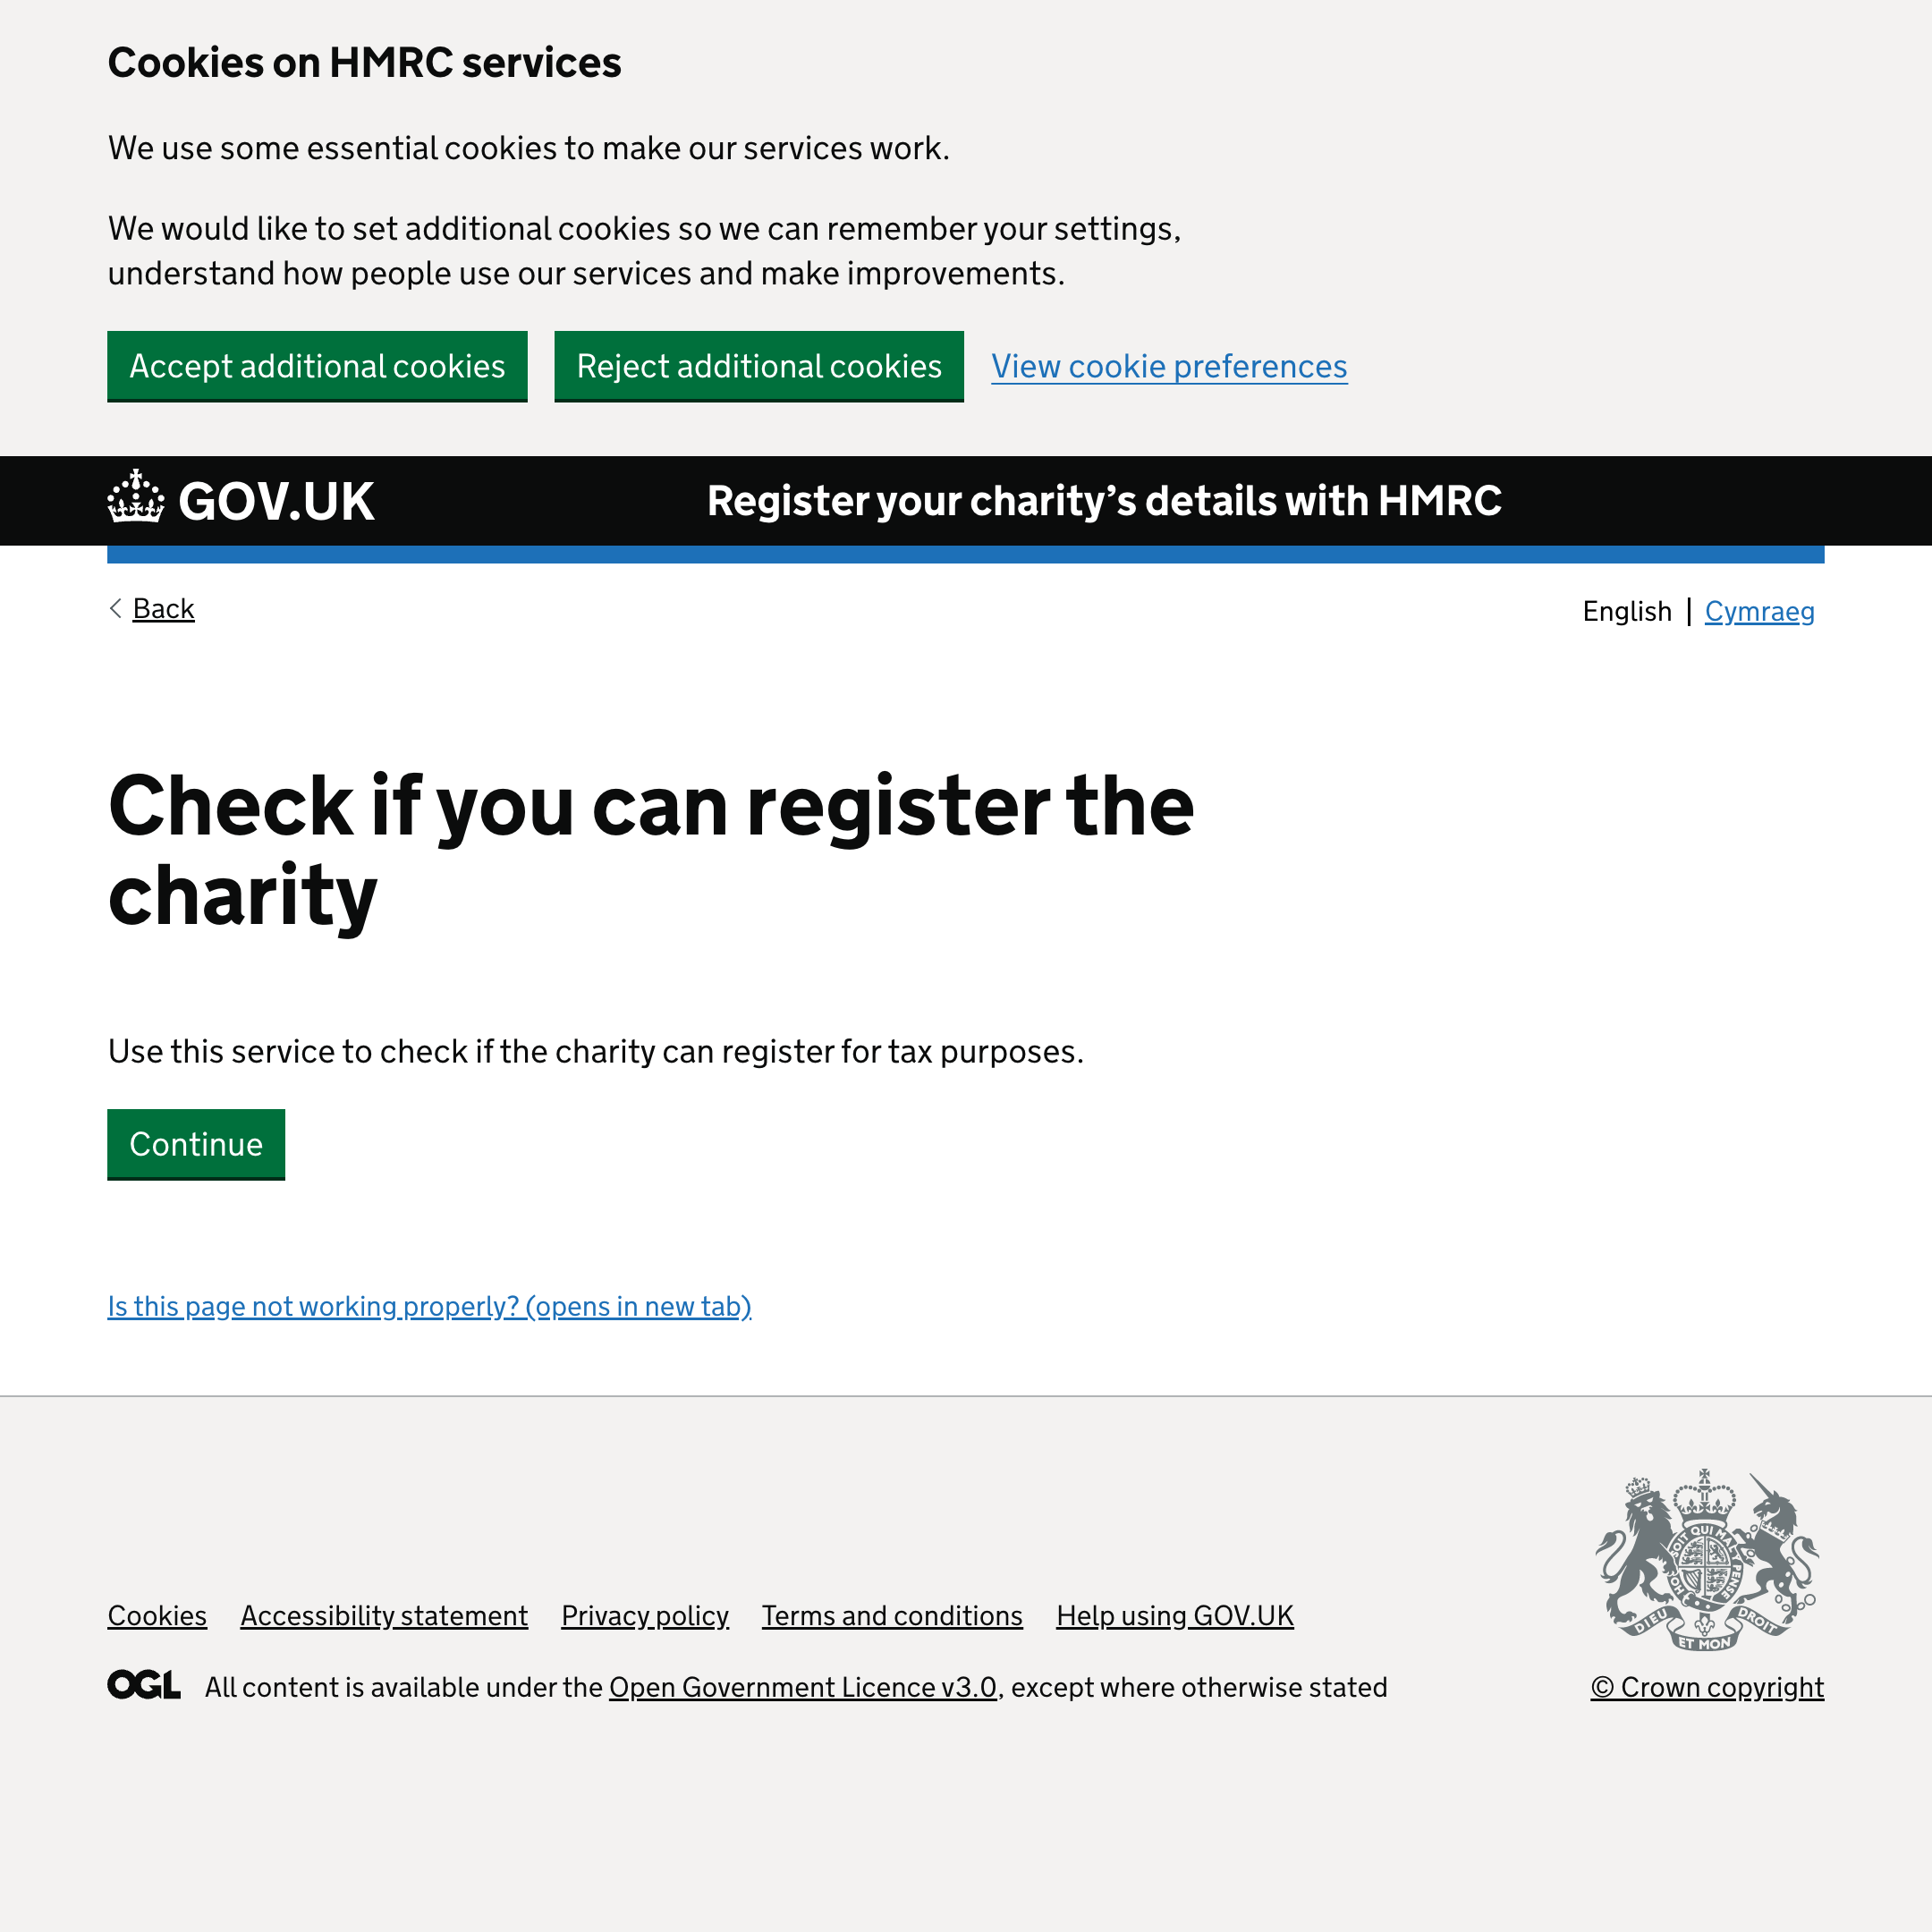 Cookies on HMRC services
We use some essential cookies to make our services work.
We would like to set additional cookies so we can remember your settings,
understand how people use our services and make improvements.
Accept additional cookies Reject additional cookies View cookie preferences
GOV.UK Register your charity’s details with HMRC
Back English | Cymraeg
Check if you can register the
charity
Use this service to check if the charity can register for tax purposes.
Continue
Is this page not working properly? (opens in new tab)
SOIT QUI MAL Y PENSE
DIEU ET MON DROIT
Cookies Accessibility statement Privacy policy Terms and conditions Help using GOV.UK
OGL All content is available under the Open Government Licence v3.0, except where otherwise stated
© Crown copyright